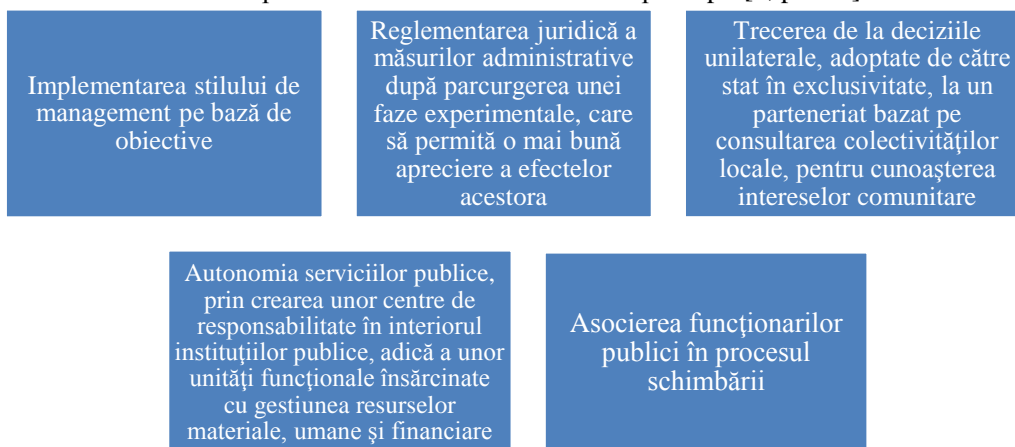 Implementarea stilului de
management pe bază de
obiective
Reglementarea juridică a
măsurilor administrative
după parcurgerea unei
faze experimentale, care
să permită o mai bună
apreciere a efectelor
acestora
Trecerea de la deciziile
unilaterale, adoptate de către
stat în exclusivitate, la un
parteneriat bazat pe
consultarea colectivităţilor
locale, pentru cunoaşterea
intereselor comunitare
Autonomia serviciilor publice,
prin crearea unor centre de
responsabilitate în interiorul
instituţiilor publice, adică a unor
unităţi funcţionale însărcinate
cu gestiunea resurselor
materiale, umane şi financiare
Asocierea funcţionarilor
publici în procesul
schimbării